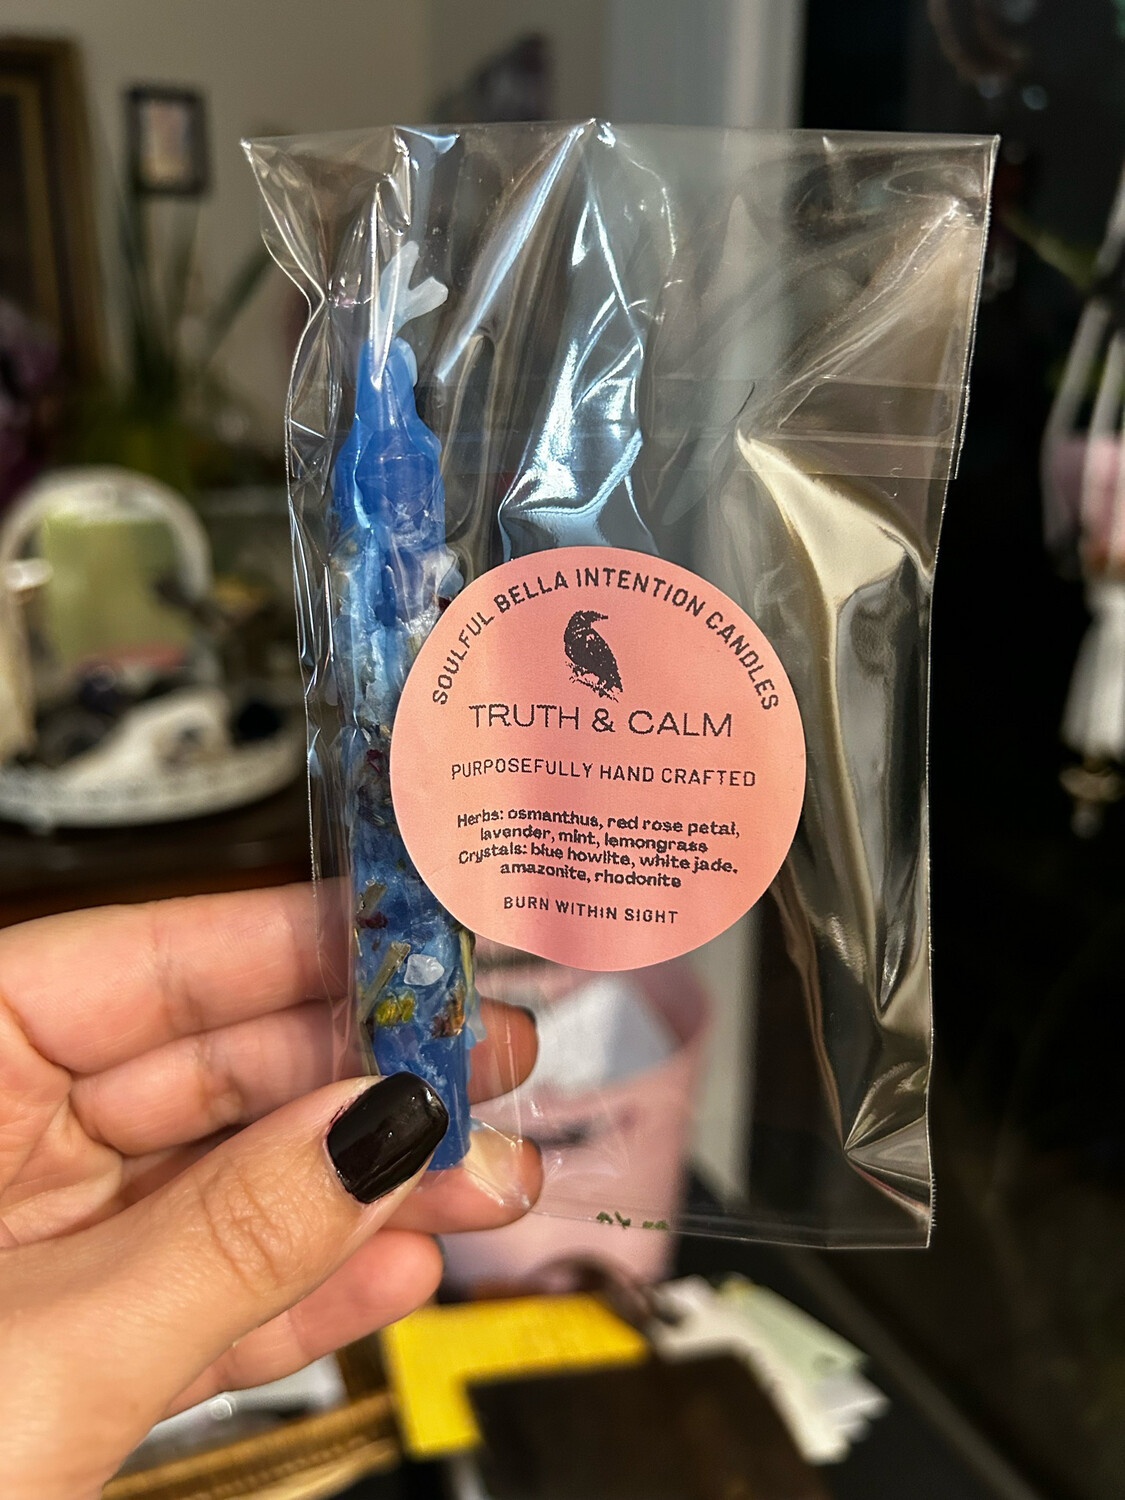 SOULFUL BELLA INTENTION CANDLES
TRUTH & CALM
PURPOSEFULLY HAND CRAFTED
Herbs: osmanthus, red rose petal,
lavender, mint, lemongrass
Crystals: blue howlite, white jade.
amazonite, rhodonite
BURN WITHIN SIGHT